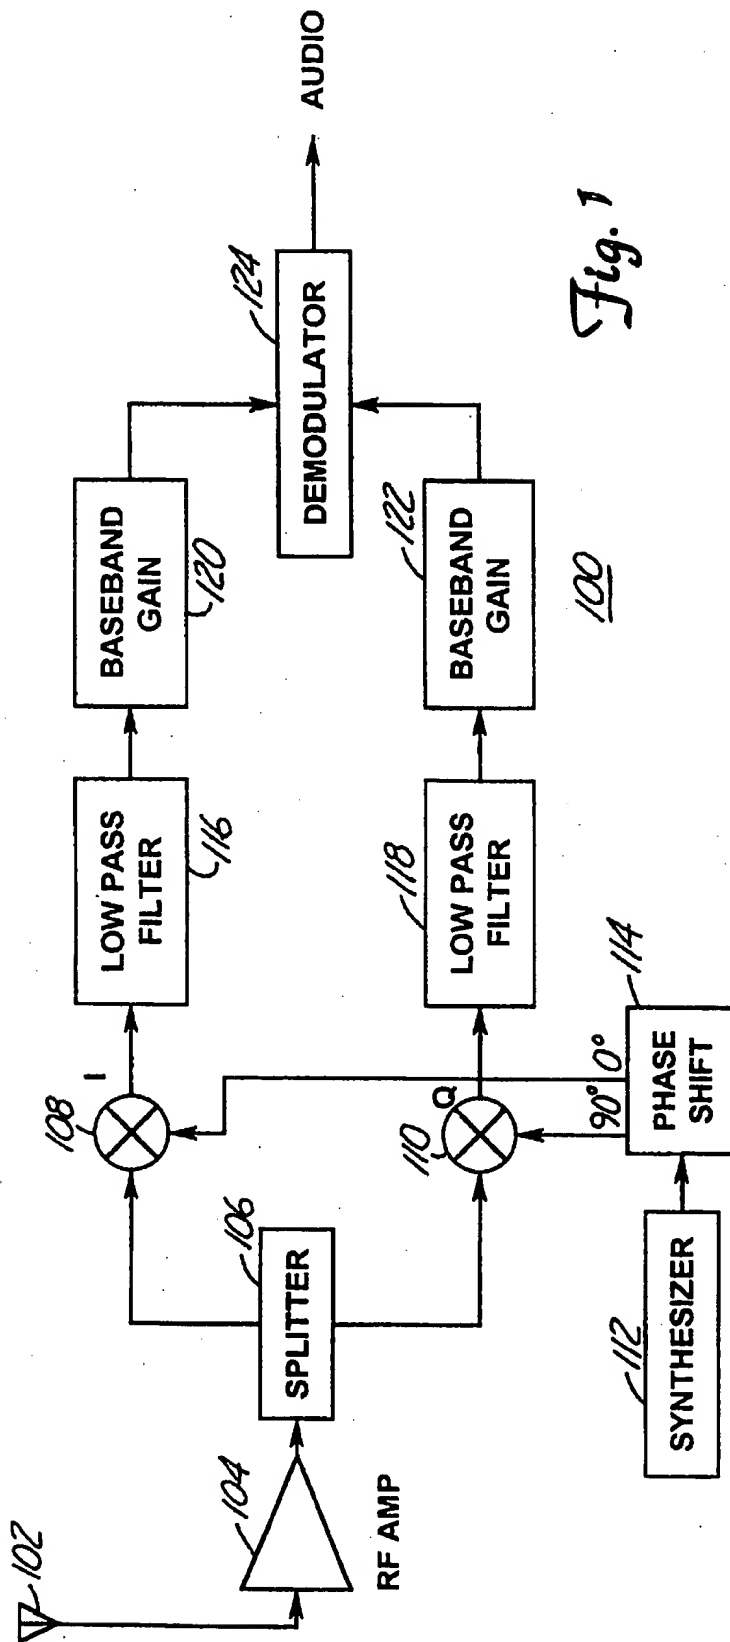 102
104
RF AMP
106
SPLITTER
108
I
110
Q
112
SYNTHESIZER
114
PHASE
SHIFT
90°
0°
LOW PASS
FILTER
116
LOW PASS
FILTER
118
BASEBAND
GAIN
120
BASEBAND
GAIN
122
DEMODULATOR
124
AUDIO
100
Fig. 1